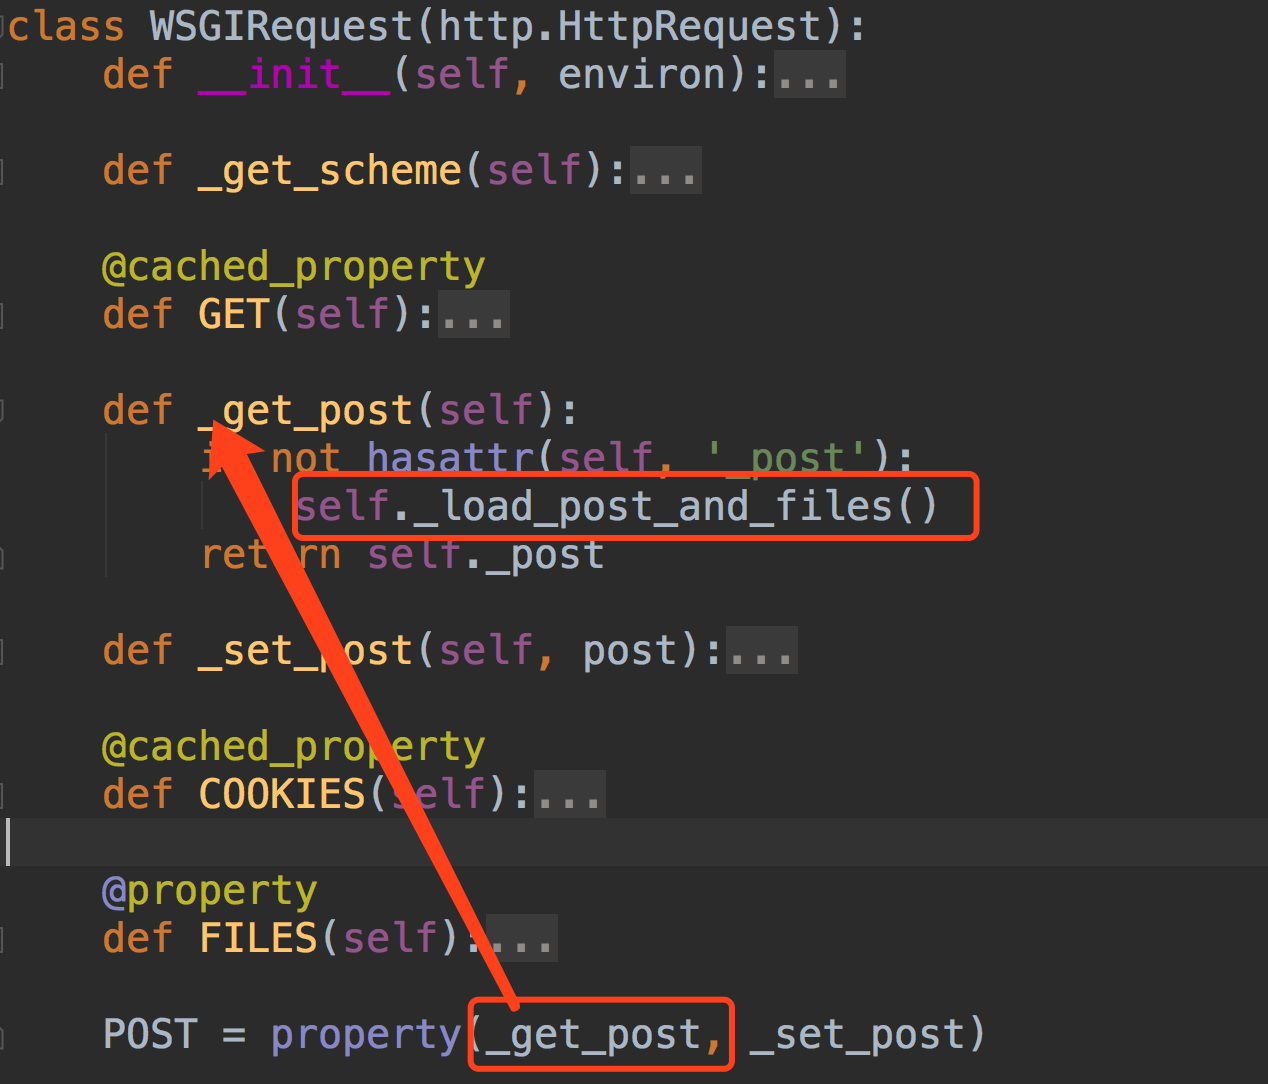 class WSGIRequest(http.HttpRequest):
    def __init__(self, environ):...

    def _get_scheme(self):...

    @cached_property
    def GET(self):...

    def _get_post(self):
        if not hasattr(self, '_post'):
            self._load_post_and_files()
        return self._post

    def _set_post(self, post):...

    @cached_property
    def COOKIES(self):...

    @property
    def FILES(self):...

    POST = property(_get_post, _set_post)